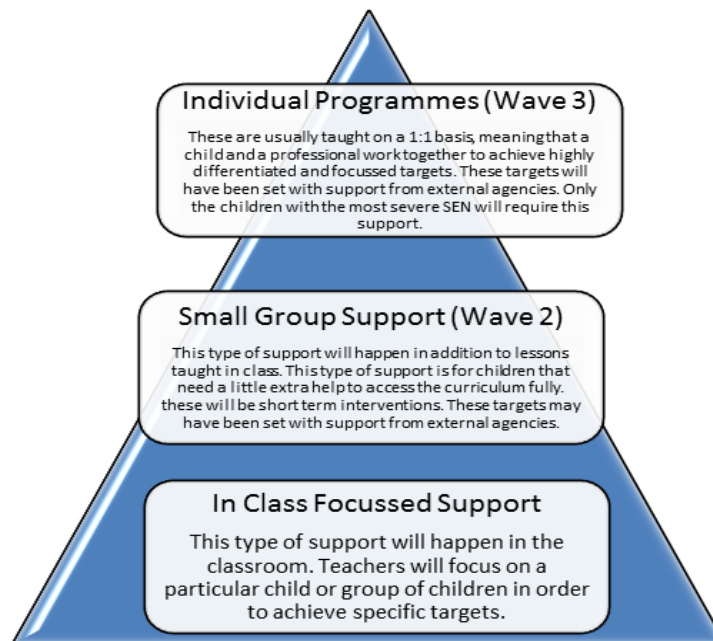 Individual Programmes (Wave 3)
These are usually taught on a 1:1 basis, meaning that a
child and a professional work together to achieve highly
differentiated and focussed targets. These targets will
have been set with support from external agencies. Only
the children with the most severe SEN will require this
support.
Small Group Support (Wave 2)
This type of support will happen in addition to lessons
taught in class. This type of support is for children that
need a little extra help to access the curriculum fully.
these will be short term interventions. These targets may
have been set with support from external agencies.
In Class Focussed Support
This type of support will happen in the
classroom. Teachers will focus on a
particular child or group of children in order
to achieve specific targets.